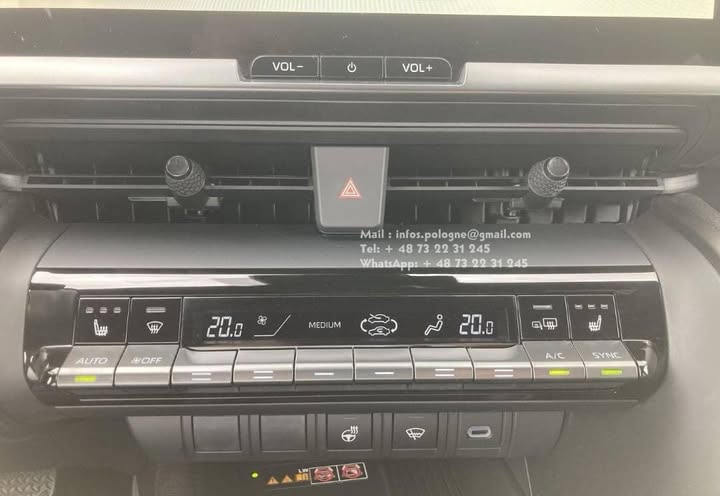 VOL- VOL+
Mail : infos.pologne@gmail.com
Tel: + 48 73 22 31 245
WhatsApp: + 48 73 22 31 245
20.0 MEDIUM 20.0
AUTO OFF A/C SYNC